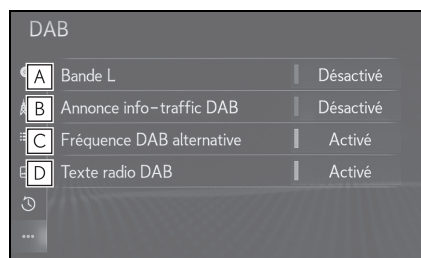 DAB
A Bande L Désactivé
B Annonce info-traffic DAB Désactivé
C Fréquence DAB alternative Activé
D Texte radio DAB Activé